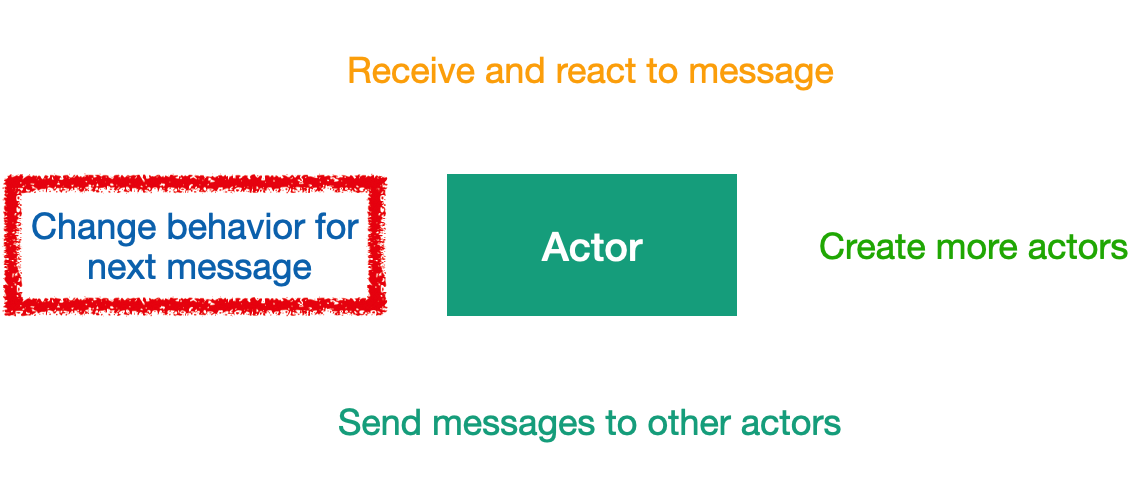 Receive and react to message
Change behavior for
next message
Actor
Create more actors
Send messages to other actors